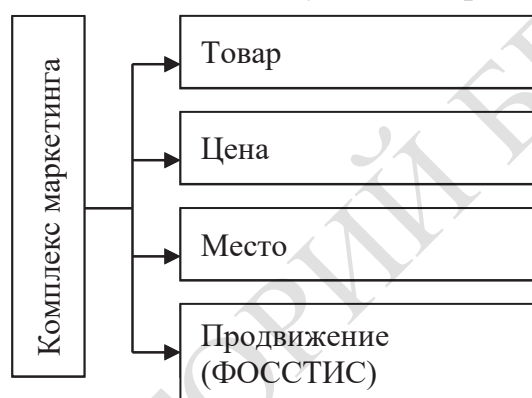 Комплекс маркетинга
Товар
Цена
Место
Продвижение
(ФОССТИС)